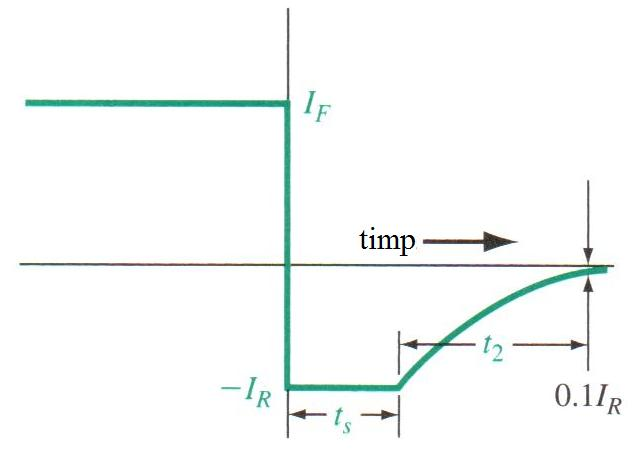 I_F
timp
t_2
-I_R
0.1I_R
t_s